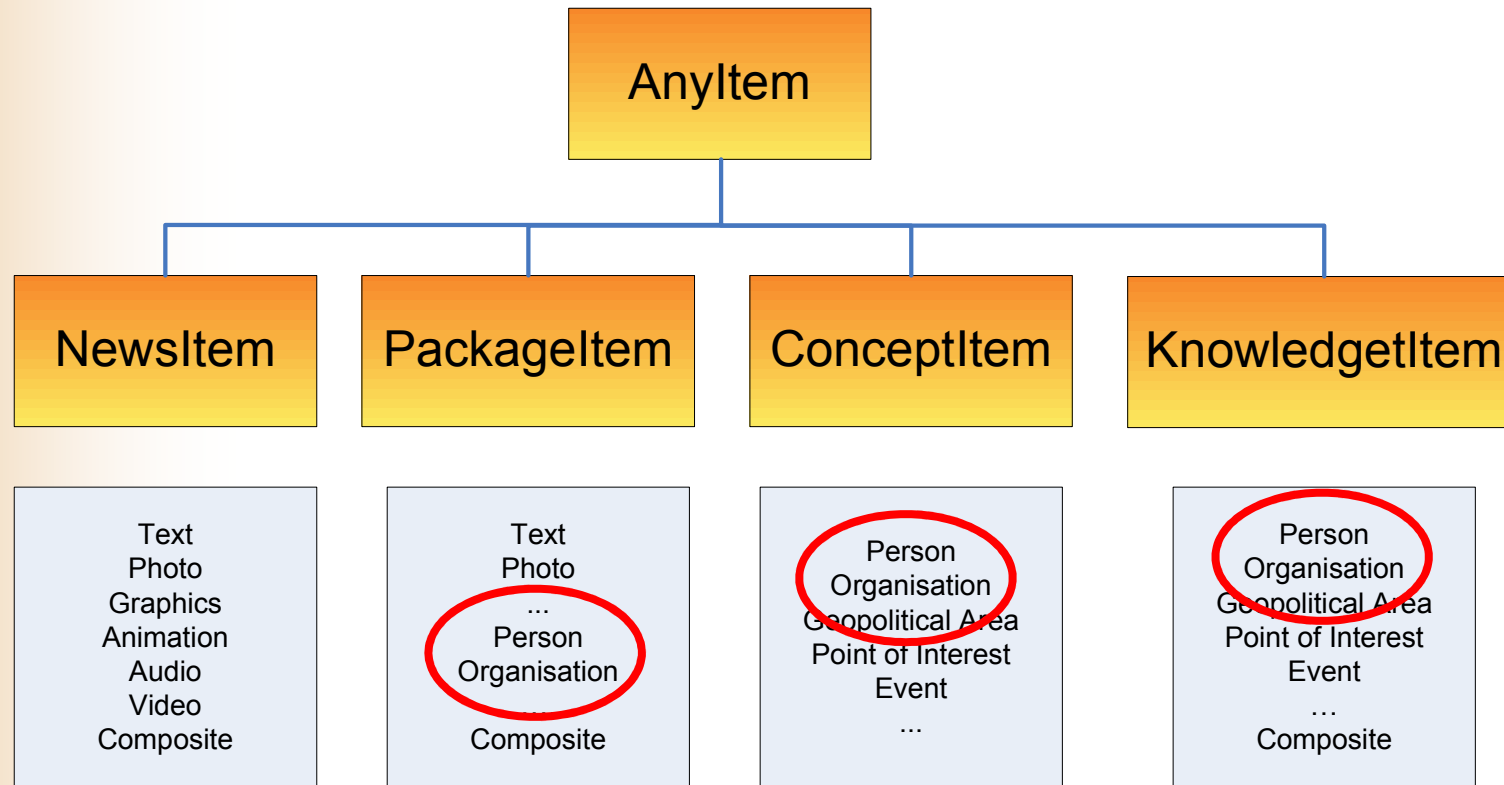 AnyItem
NewsItem
PackageItem
ConceptItem
KnowledgetItem
Text
Photo
Graphics
Animation
Audio
Video
Composite
Text
Photo
...
Person
Organisation
...
Composite
Person
Organisation
Geopolitical Area
Point of Interest
Event
...
Person
Organisation
Geopolitical Area
Point of Interest
Event
...
Composite